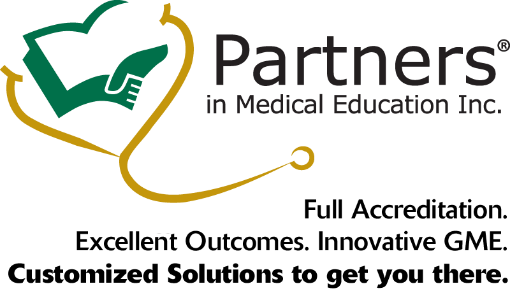 Partners®
in Medical Education Inc.
Full Accreditation.
Excellent Outcomes. Innovative GME.
Customized Solutions to get you there.